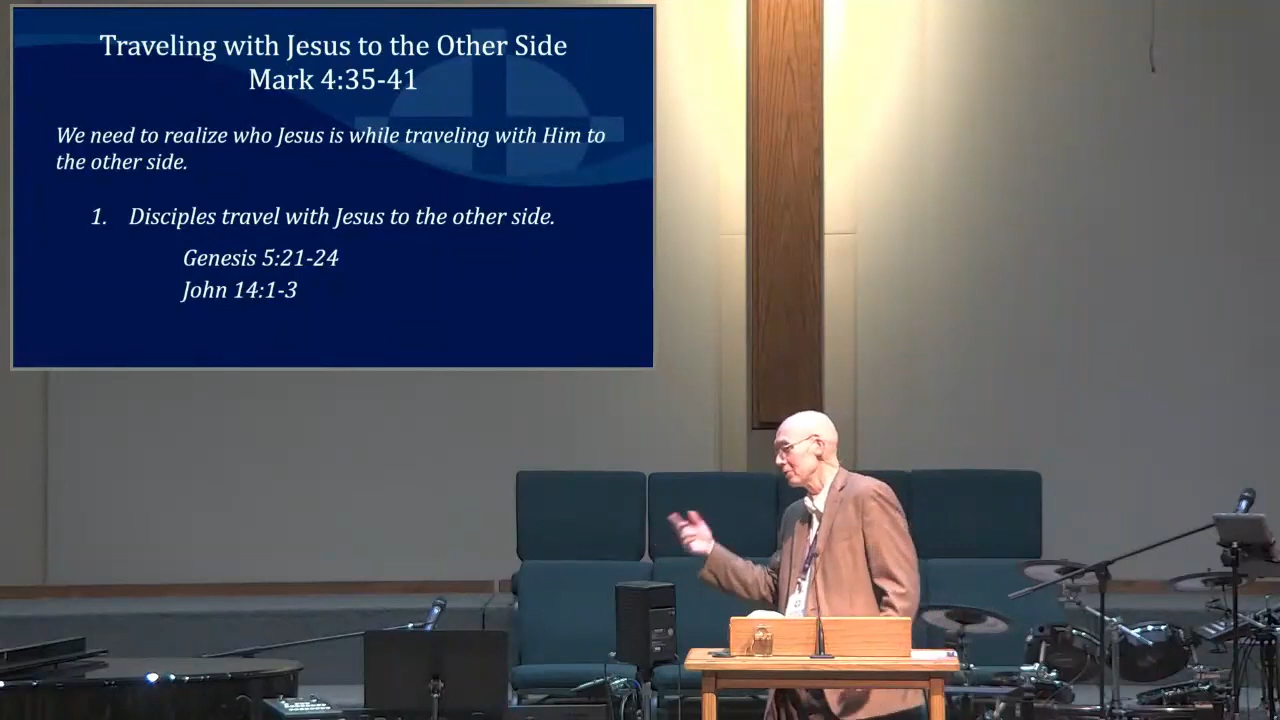 Traveling with Jesus to the Other Side
Mark 4:35-41
We need to realize who Jesus is while traveling with Him to
the other side.
1. Disciples travel with Jesus to the other side.
Genesis 5:21-24
John 14:1-3